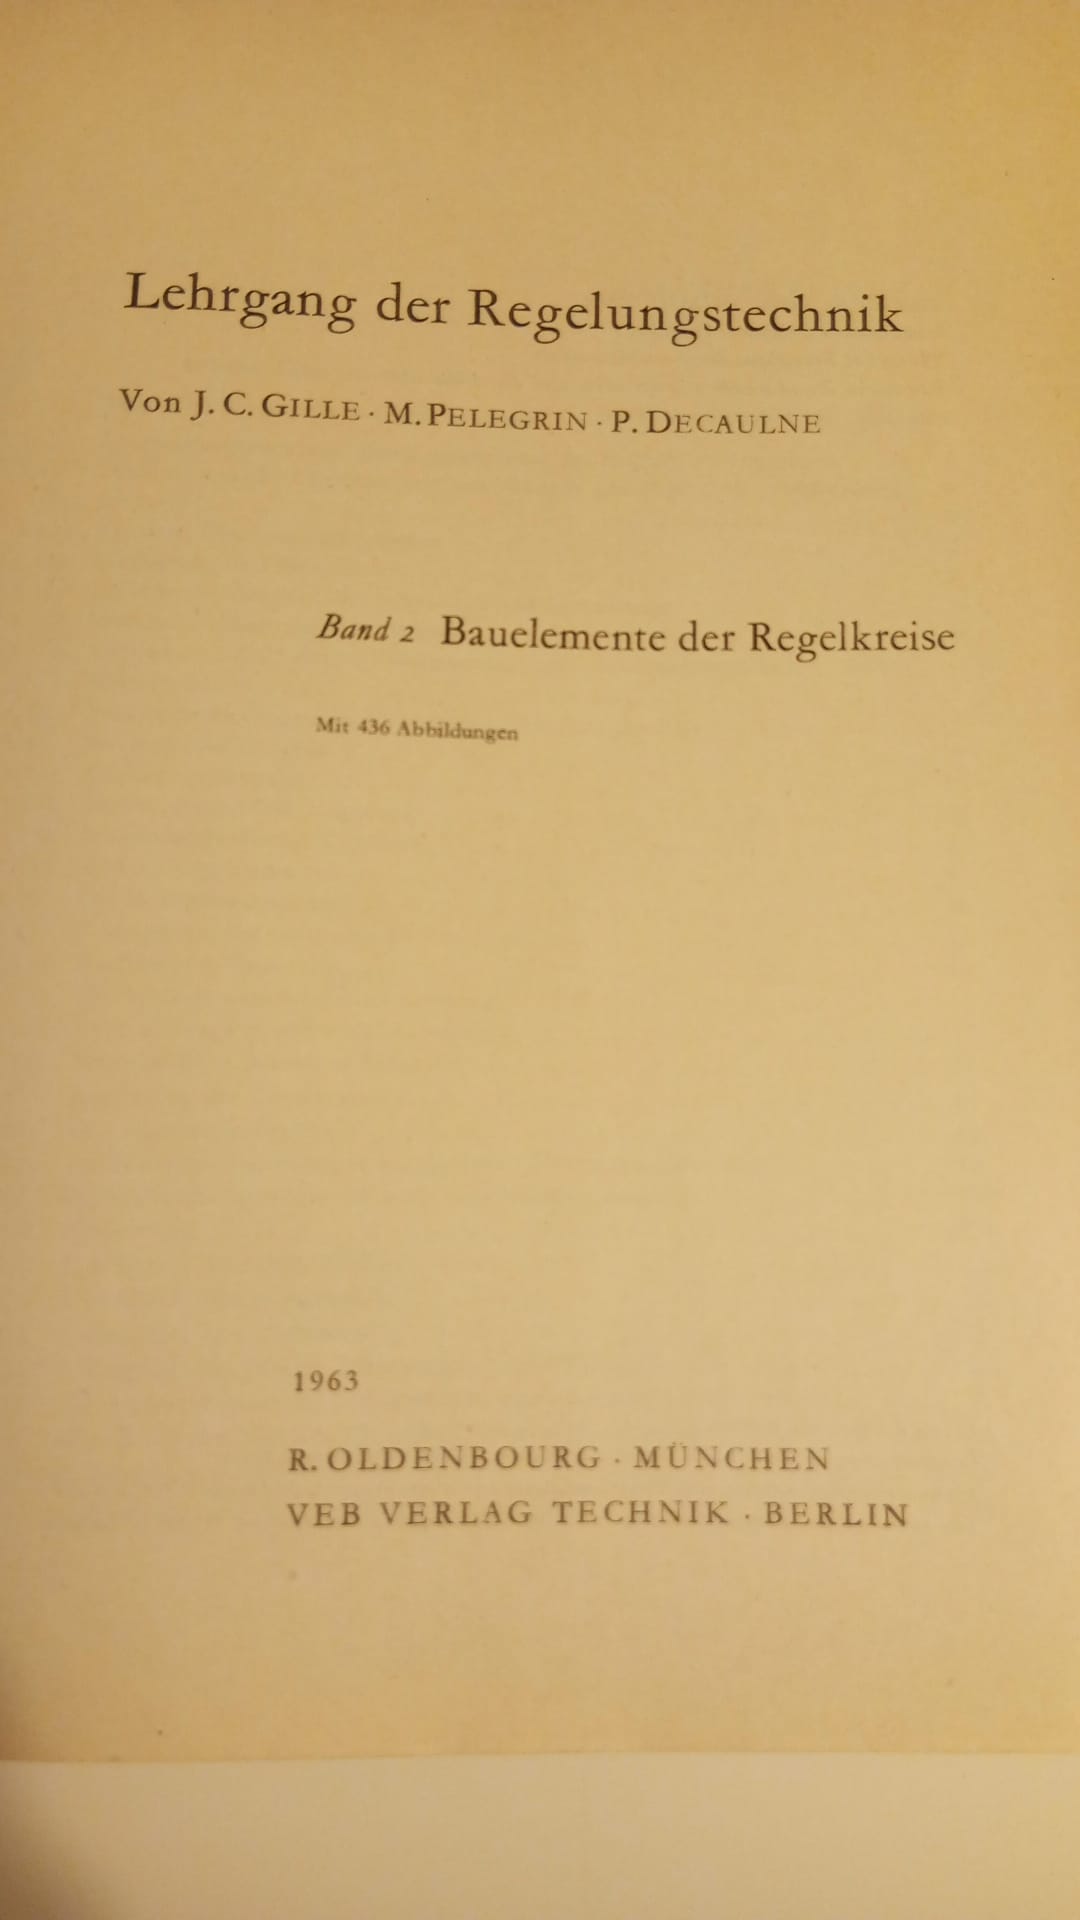 Lehrgang der Regelungstechnik
Von J. C. GILLE · M. PELEGRIN · P. DECAULNE
Band 2 Bauelemente der Regelkreise
Mit 436 Abbildungen
1963
R. OLDENBOURG · MÜNCHEN
VEB VERLAG TECHNIK · BERLIN